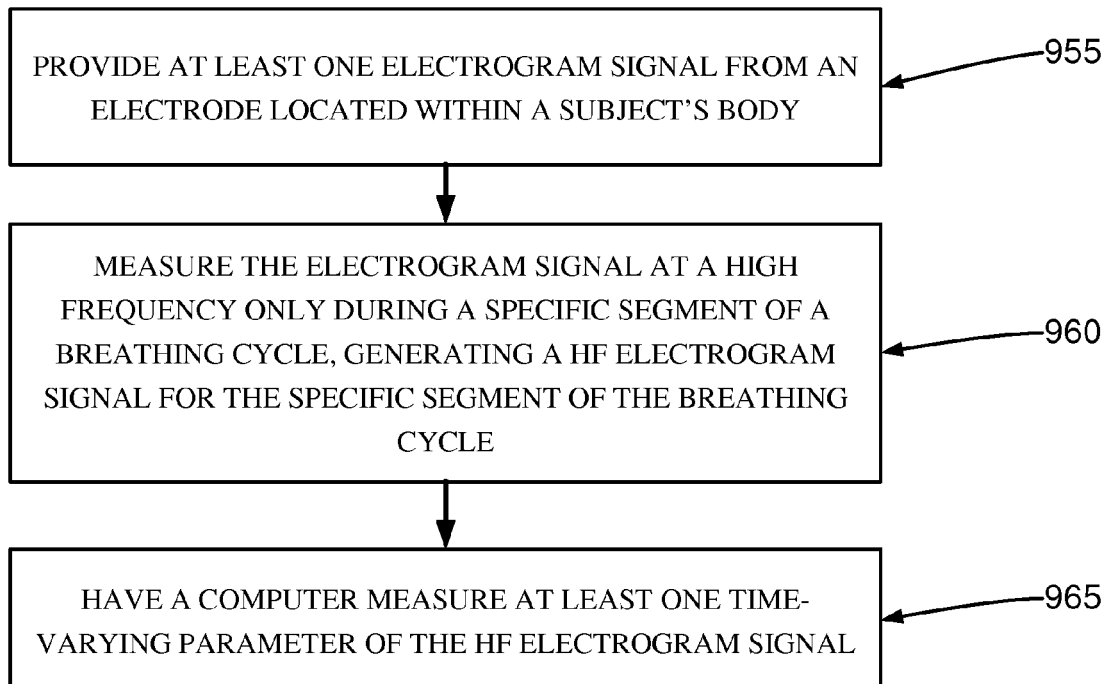 PROVIDE AT LEAST ONE ELECTROGRAM SIGNAL FROM AN
ELECTRODE LOCATED WITHIN A SUBJECT'S BODY
955
MEASURE THE ELECTROGRAM SIGNAL AT A HIGH
FREQUENCY ONLY DURING A SPECIFIC SEGMENT OF A
BREATHING CYCLE, GENERATING A HF ELECTROGRAM
SIGNAL FOR THE SPECIFIC SEGMENT OF THE BREATHING
CYCLE
960
HAVE A COMPUTER MEASURE AT LEAST ONE TIME-
VARYING PARAMETER OF THE HF ELECTROGRAM SIGNAL
965